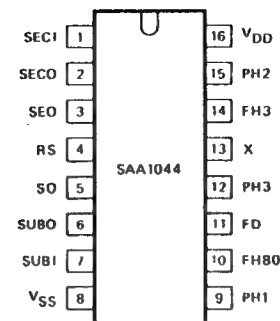 SECI 1 16 VDD
SECO 2 15 PH2
SEO 3 14 FH3
RS 4 13 X
SAA1044
SO 5 12 PH3
SUBO 6 11 FD
SUBI 7 10 FH80
VSS 8 9 PH1